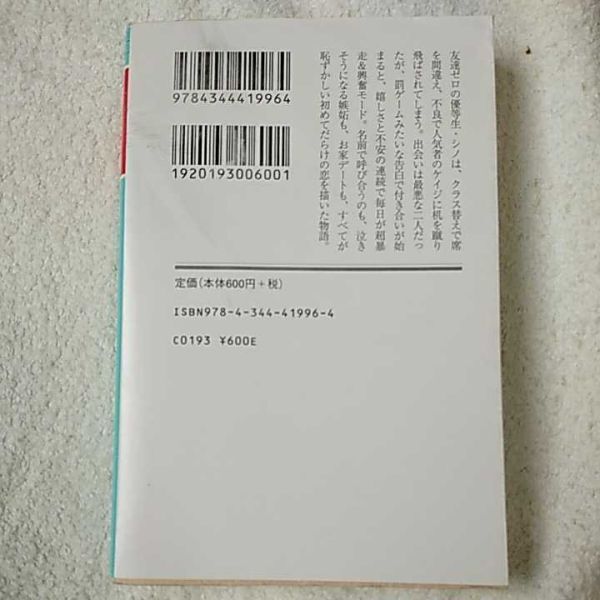 友達ゼロの優等生・シノは、クラス替えで席
を間違え、不良で人気者のケイジに机を蹴り
飛ばされてしまう。出会いは最悪な二人だっ
たが、罰ゲームみたいな告白で付き合いが始
まると、嬉しさと不安の連続で毎日が超暴
走&興奮モード。名前で呼び合うのも、泣き
そうになる嫉妬も、お家デートも、すべてが
恥ずかしい初めてだらけの恋を描いた物語。
9784344419964
1920193006001
定価(本体600円+税)
ISBN978-4-344-41996-4
C0193 ¥600E